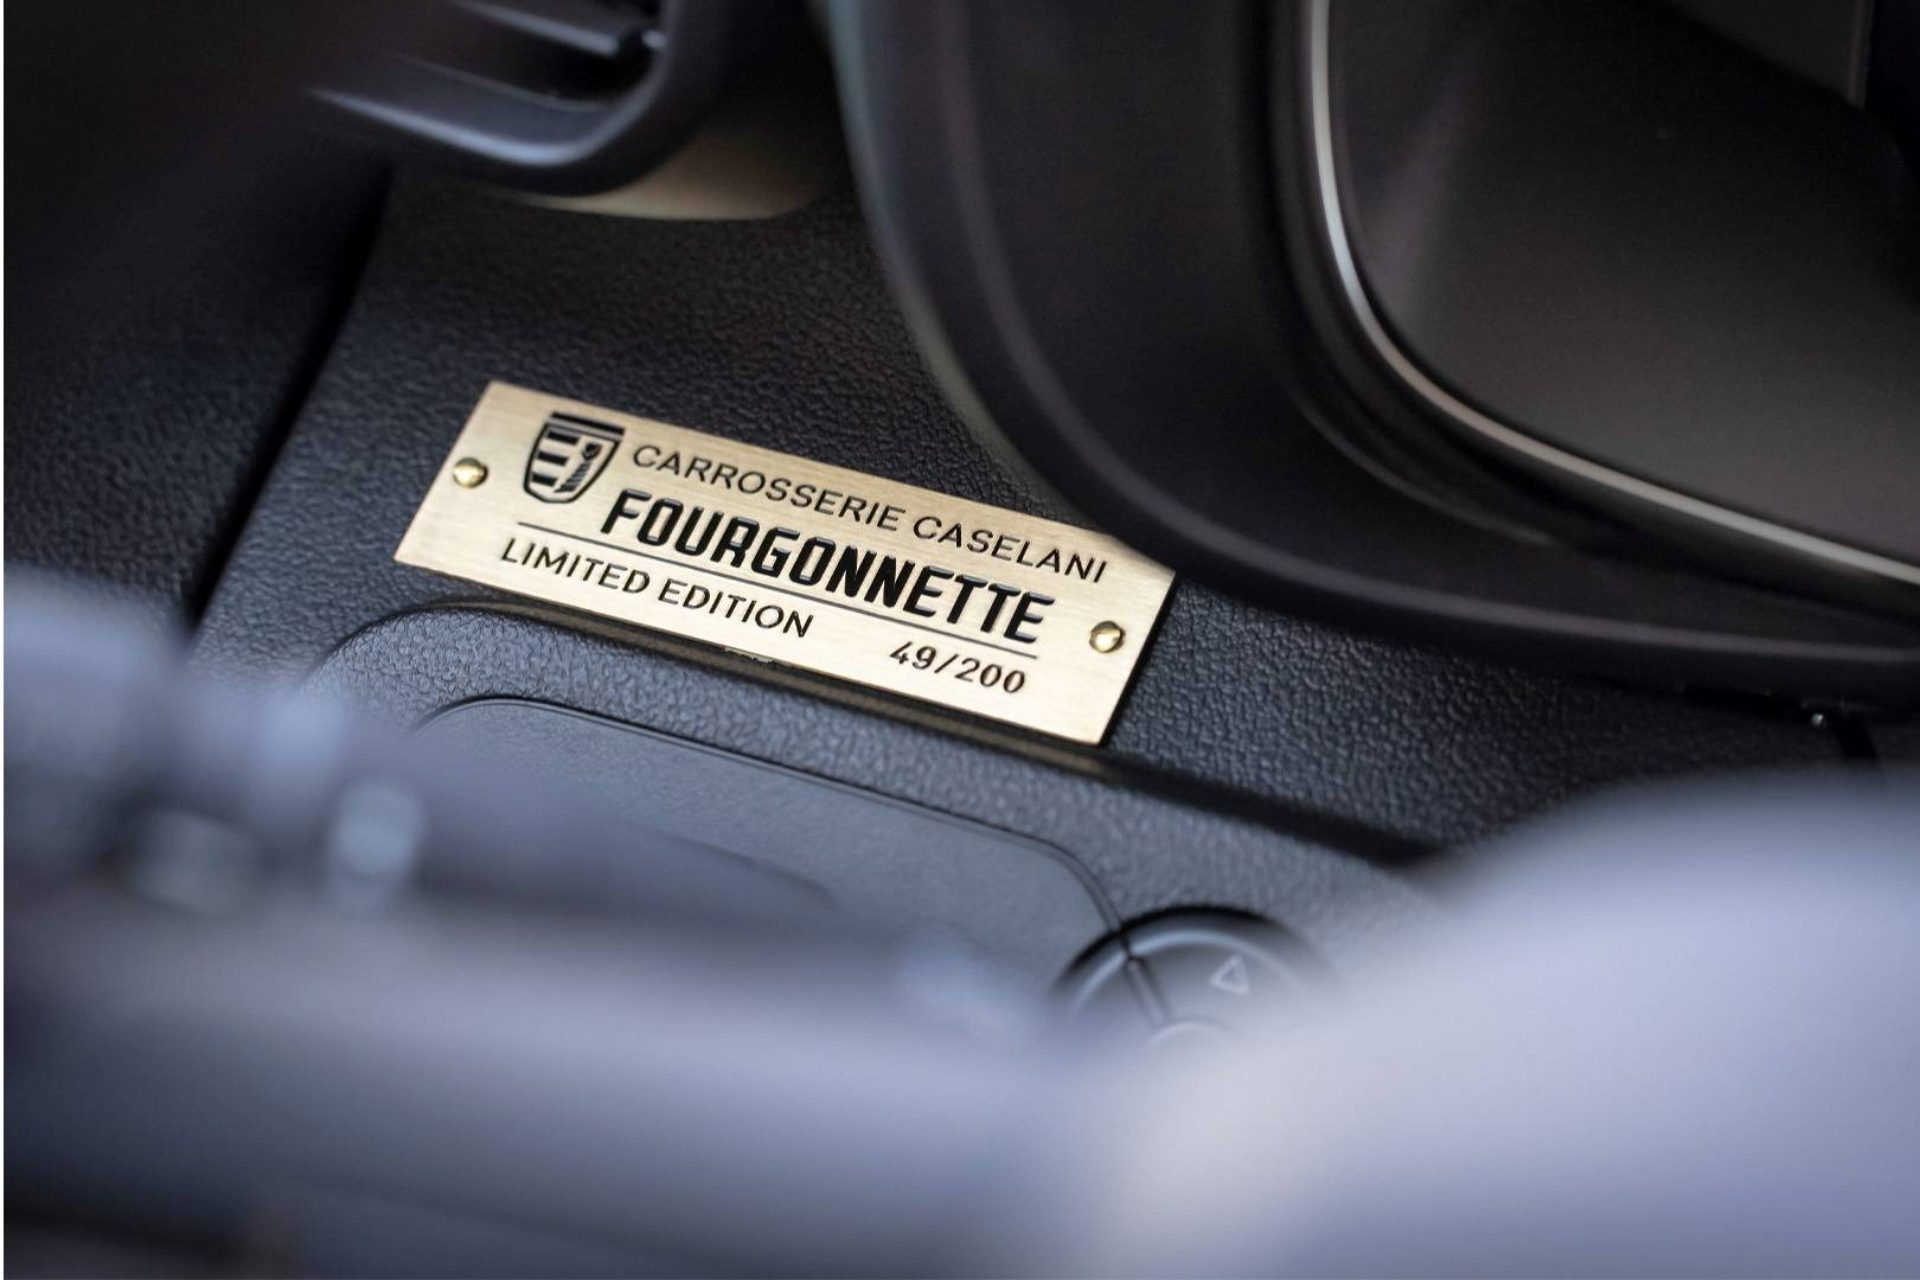 CARROSSERIE CASELANI
FOURGONNETTE
LIMITED EDITION 49/200